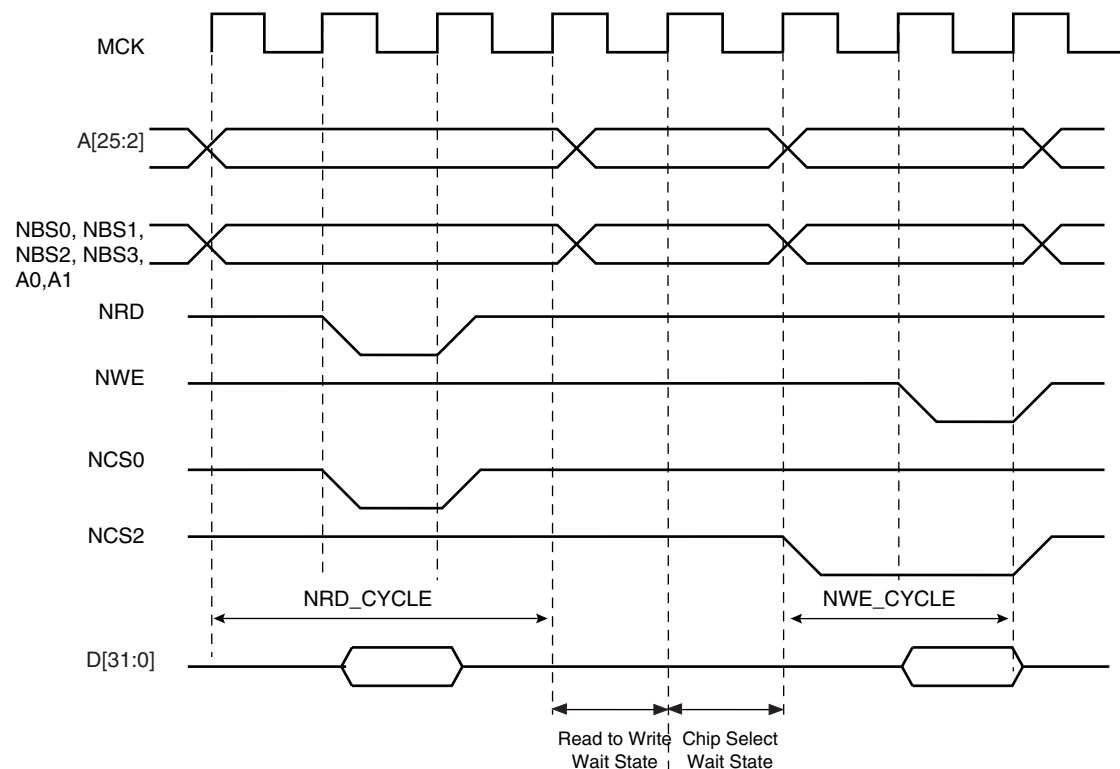 MCK
A[25:2]
NBS0, NBS1,
NBS2, NBS3,
A0,A1
NRD
NWE
NCS0
NCS2
NRD_CYCLE
NWE_CYCLE
D[31:0]
Read to Write
Wait State
Chip Select
Wait State